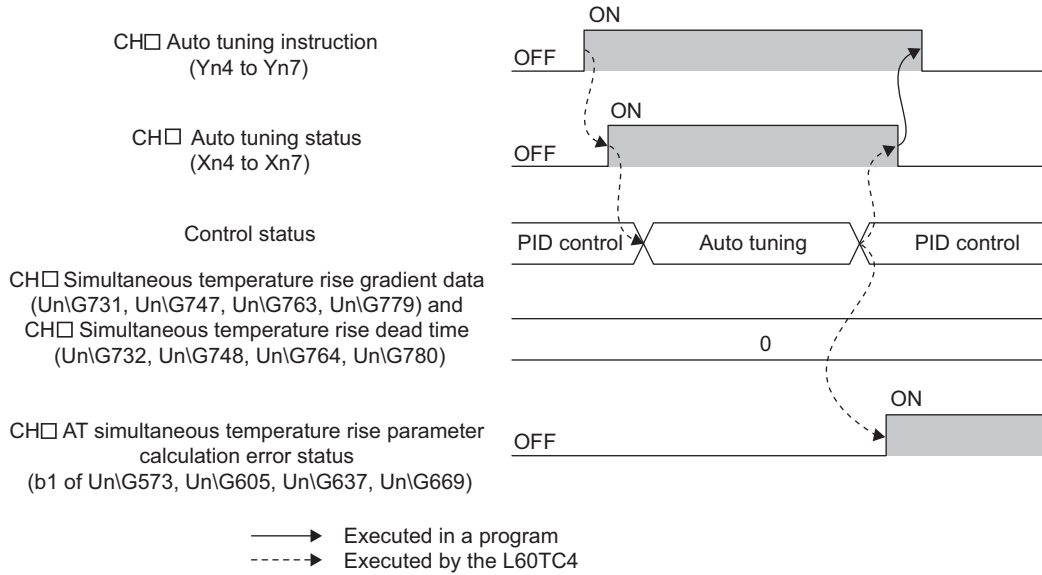 ON
CH□ Auto tuning instruction
(Yn4 to Yn7)
OFF
ON
CH□ Auto tuning status
(Xn4 to Xn7)
OFF
Control status
PID control
Auto tuning
PID control
CH□ Simultaneous temperature rise gradient data
(Un\G731, Un\G747, Un\G763, Un\G779) and
CH□ Simultaneous temperature rise dead time
(Un\G732, Un\G748, Un\G764, Un\G780)
0
ON
CH□ AT simultaneous temperature rise parameter
calculation error status
(b1 of Un\G573, Un\G605, Un\G637, Un\G669)
OFF
Executed in a program
Executed by the L60TC4